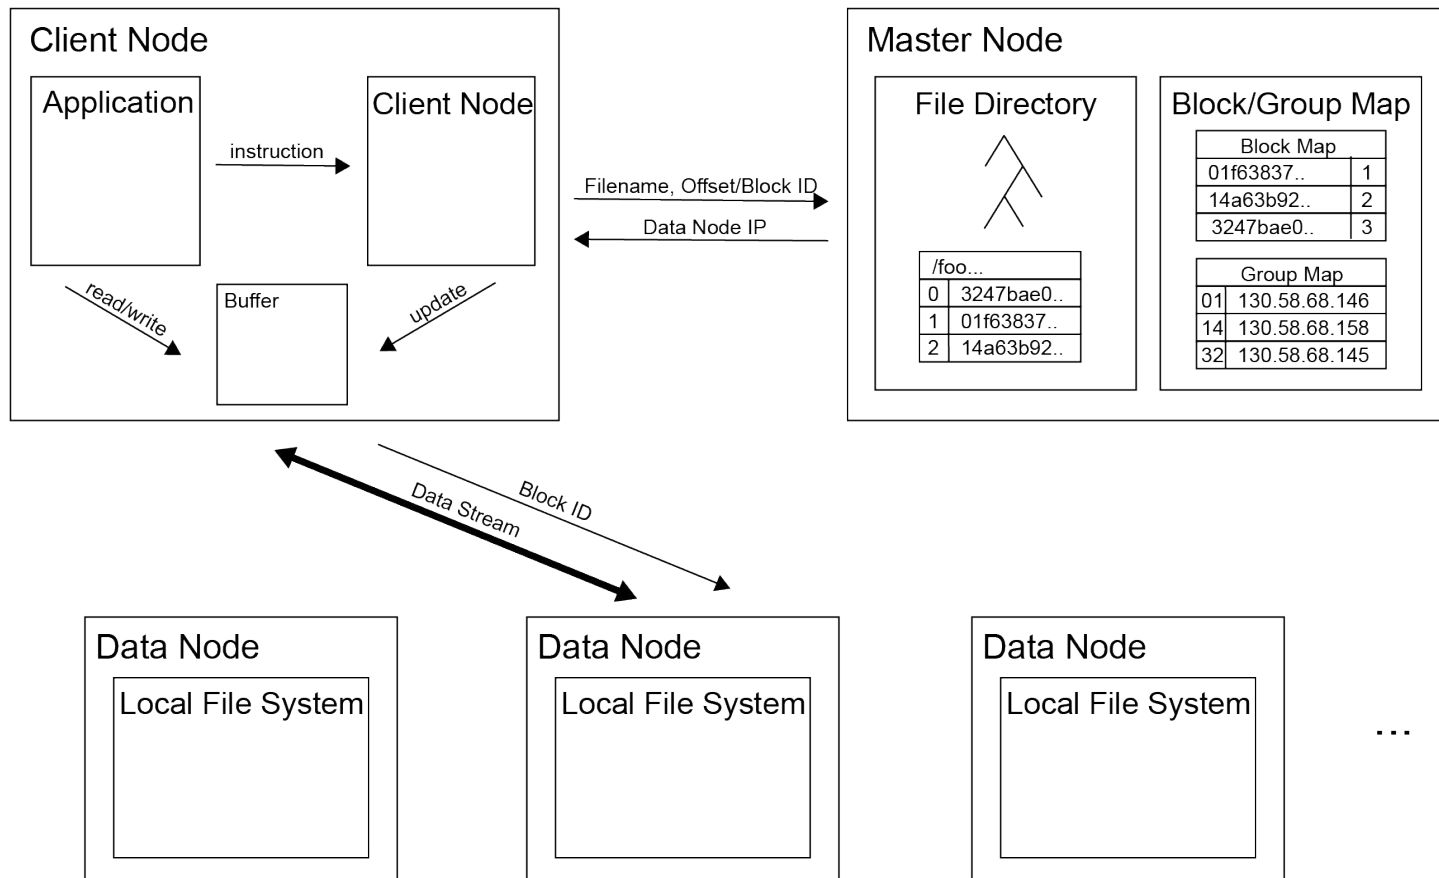 Client Node
Application
Client Node
instruction
read/write
Buffer
update
Filename, Offset/Block ID
Data Node IP
Master Node
File Directory
/foo...
0 3247bae0..
1 01f63837..
2 14a63b92..
Block/Group Map
Block Map
01f63837.. 1
14a63b92.. 2
3247bae0.. 3
Group Map
01 130.58.68.146
14 130.58.68.158
32 130.58.68.145
Block ID
Data Stream
Data Node
Local File System
Data Node
Local File System
Data Node
Local File System
...